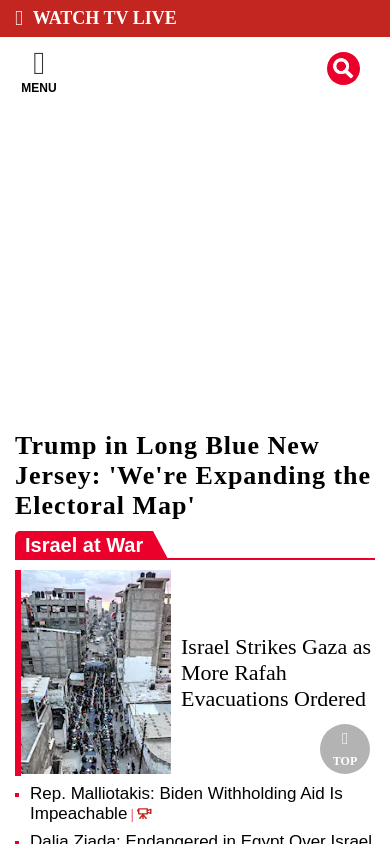 WATCH TV LIVE
MENU
Trump in Long Blue New
Jersey: 'We're Expanding the
Electoral Map'
Israel at War
Israel Strikes Gaza as
More Rafah
Evacuations Ordered
TOP
Rep. Malliotakis: Biden Withholding Aid Is
Impeachable |
Dalia Ziada: Endangered in Egypt Over Israel